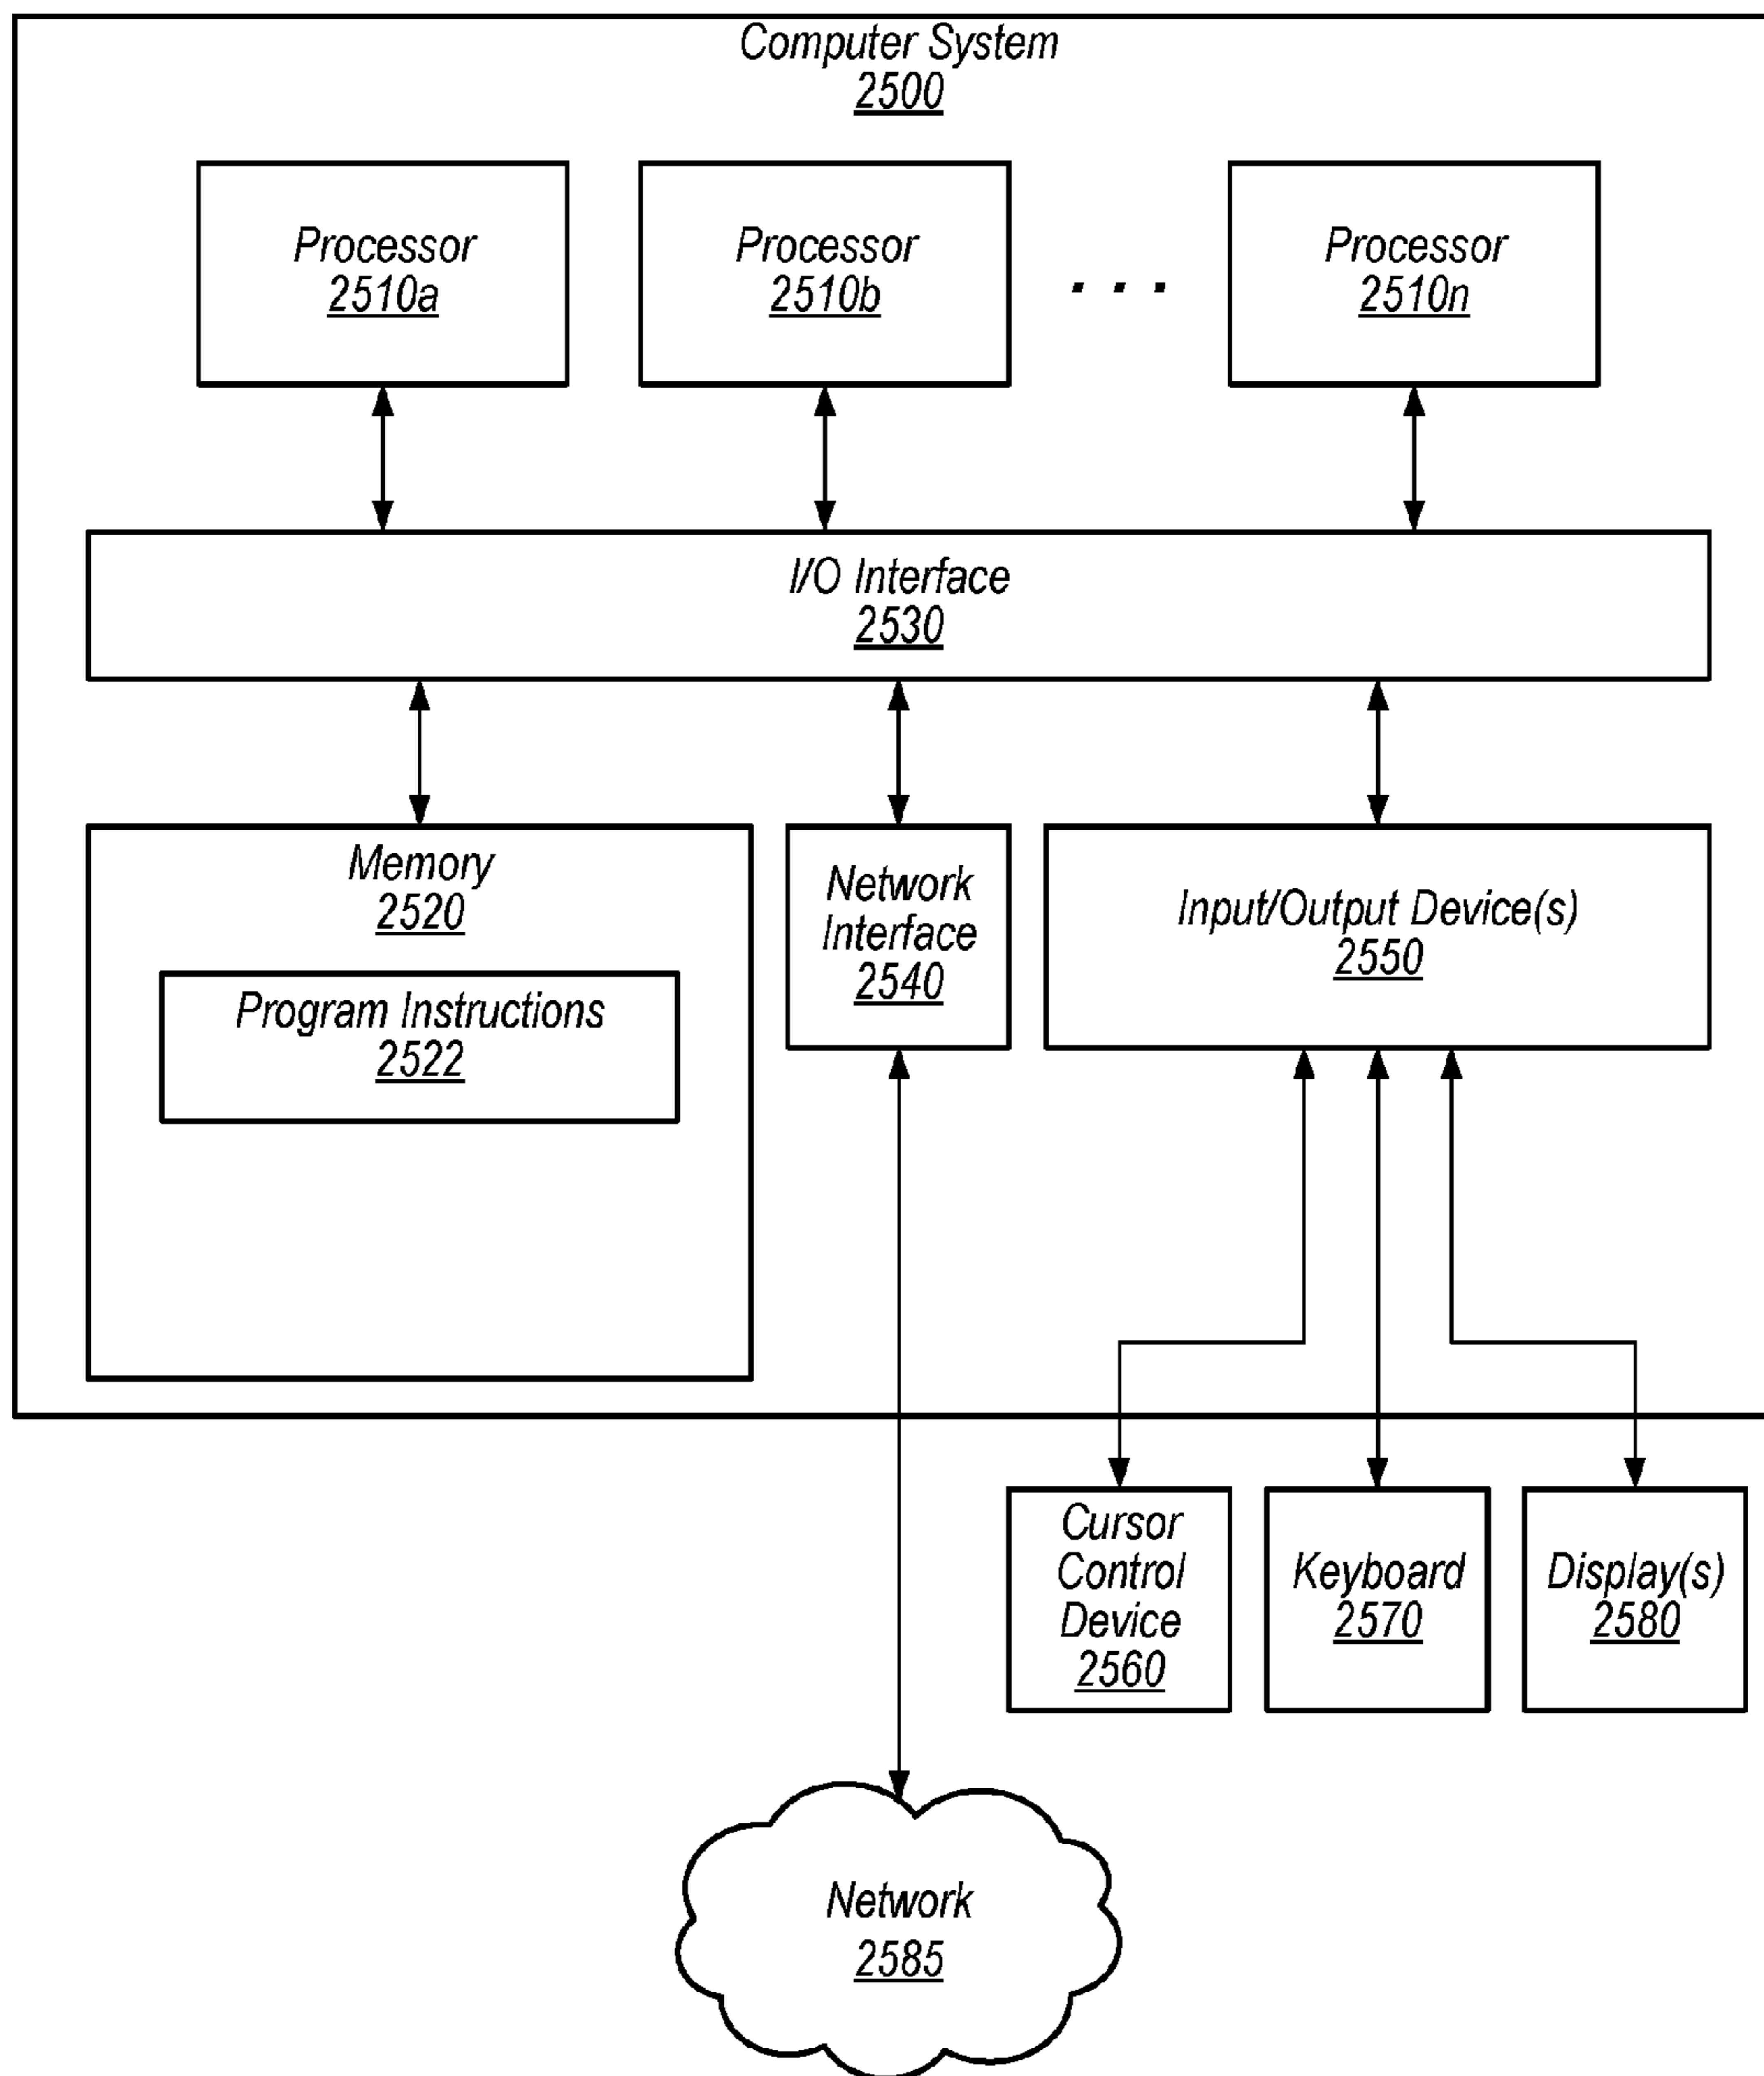 Computer System
2500
Processor
2510a
Processor
2510b
. . .
Processor
2510n
I/O Interface
2530
Memory
2520
Program Instructions
2522
Network
Interface
2540
Input/Output Device(s)
2550
Cursor
Control
Device
2560
Keyboard
2570
Display(s)
2580
Network
2585